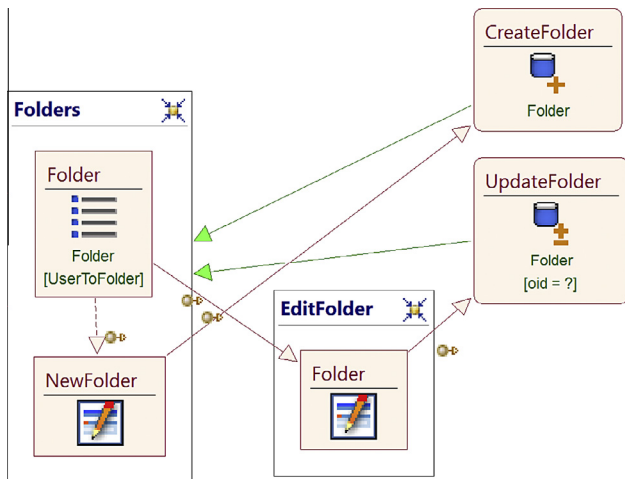 CreateFolder
Folder
Folders
Folder
Folder
[UserToFolder]
UpdateFolder
Folder
[oid = ?]
EditFolder
Folder
NewFolder